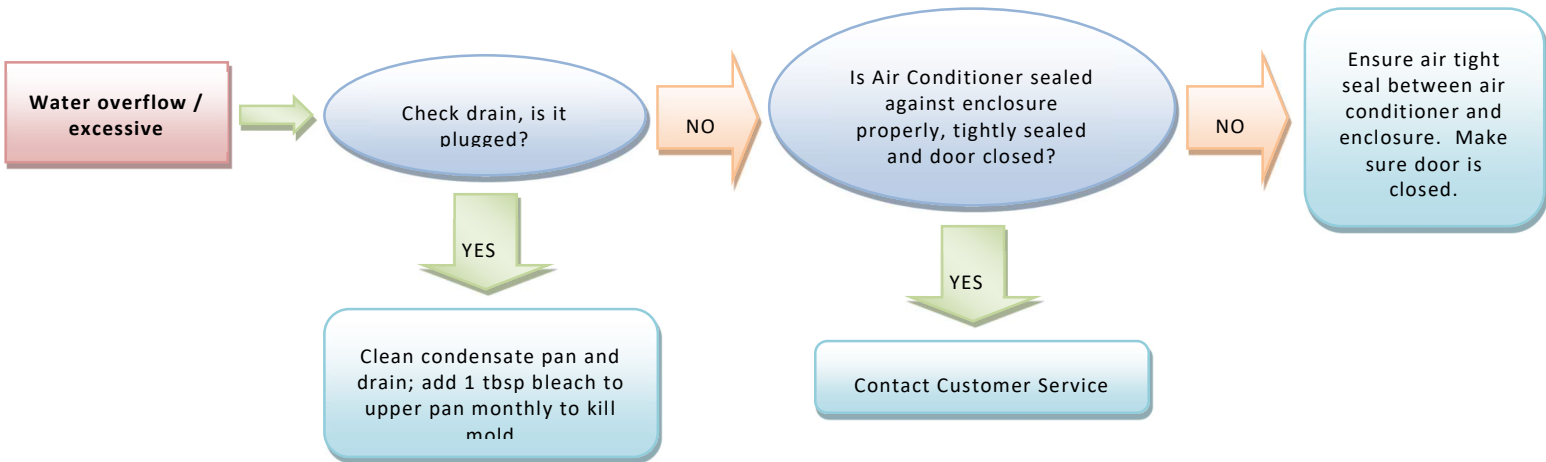 Water overflow /
excessive
Check drain, is it
plugged?
NO
Is Air Conditioner sealed
against enclosure
properly, tightly sealed
and door closed?
NO
Ensure air tight
seal between air
conditioner and
enclosure.  Make
sure door is
closed.
YES
YES
Clean condensate pan and
drain; add 1 tbsp bleach to
upper pan monthly to kill
mold
Contact Customer Service